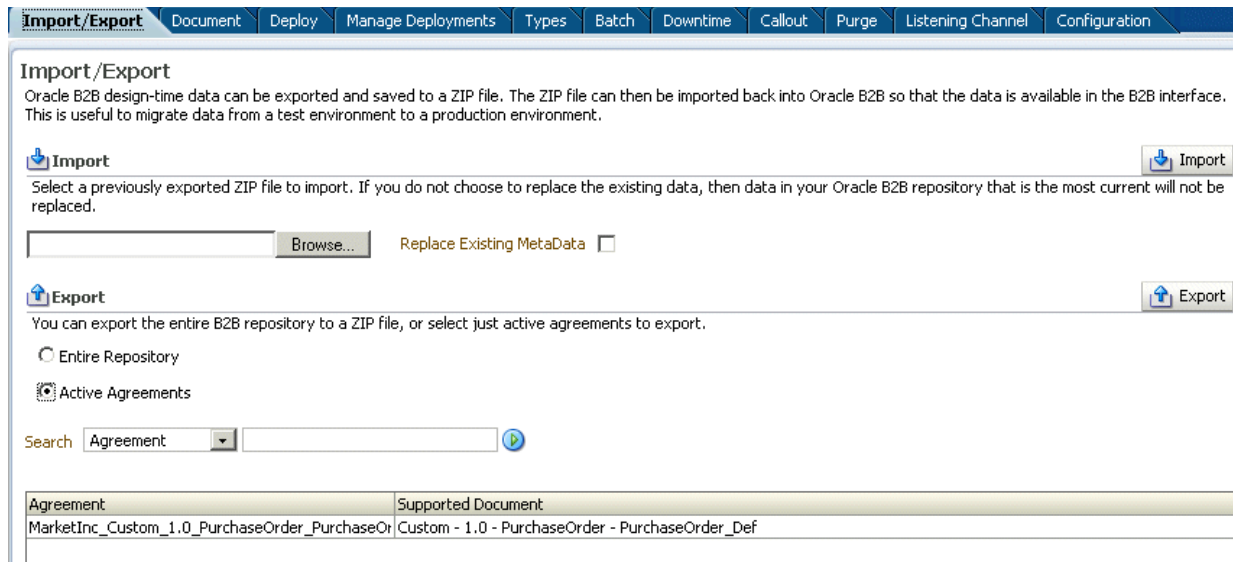 Import/Export Document Deploy Manage Deployments Types Batch Downtime Callout Purge Listening Channel Configuration
Import/Export
Oracle B2B design-time data can be exported and saved to a ZIP file. The ZIP file can then be imported back into Oracle B2B so that the data is available in the B2B interface.
This is useful to migrate data from a test environment to a production environment.
Import Import
Select a previously exported ZIP file to import. If you do not choose to replace the existing data, then data in your Oracle B2B repository that is the most current will not be
replaced.
Browse... Replace Existing MetaData
Export Export
You can export the entire B2B repository to a ZIP file, or select just active agreements to export.
Entire Repository
Active Agreements
Search Agreement
Agreement Supported Document
MarketInc_Custom_1.0_PurchaseOrder_PurchaseOr Custom - 1.0 - PurchaseOrder - PurchaseOrder_Def